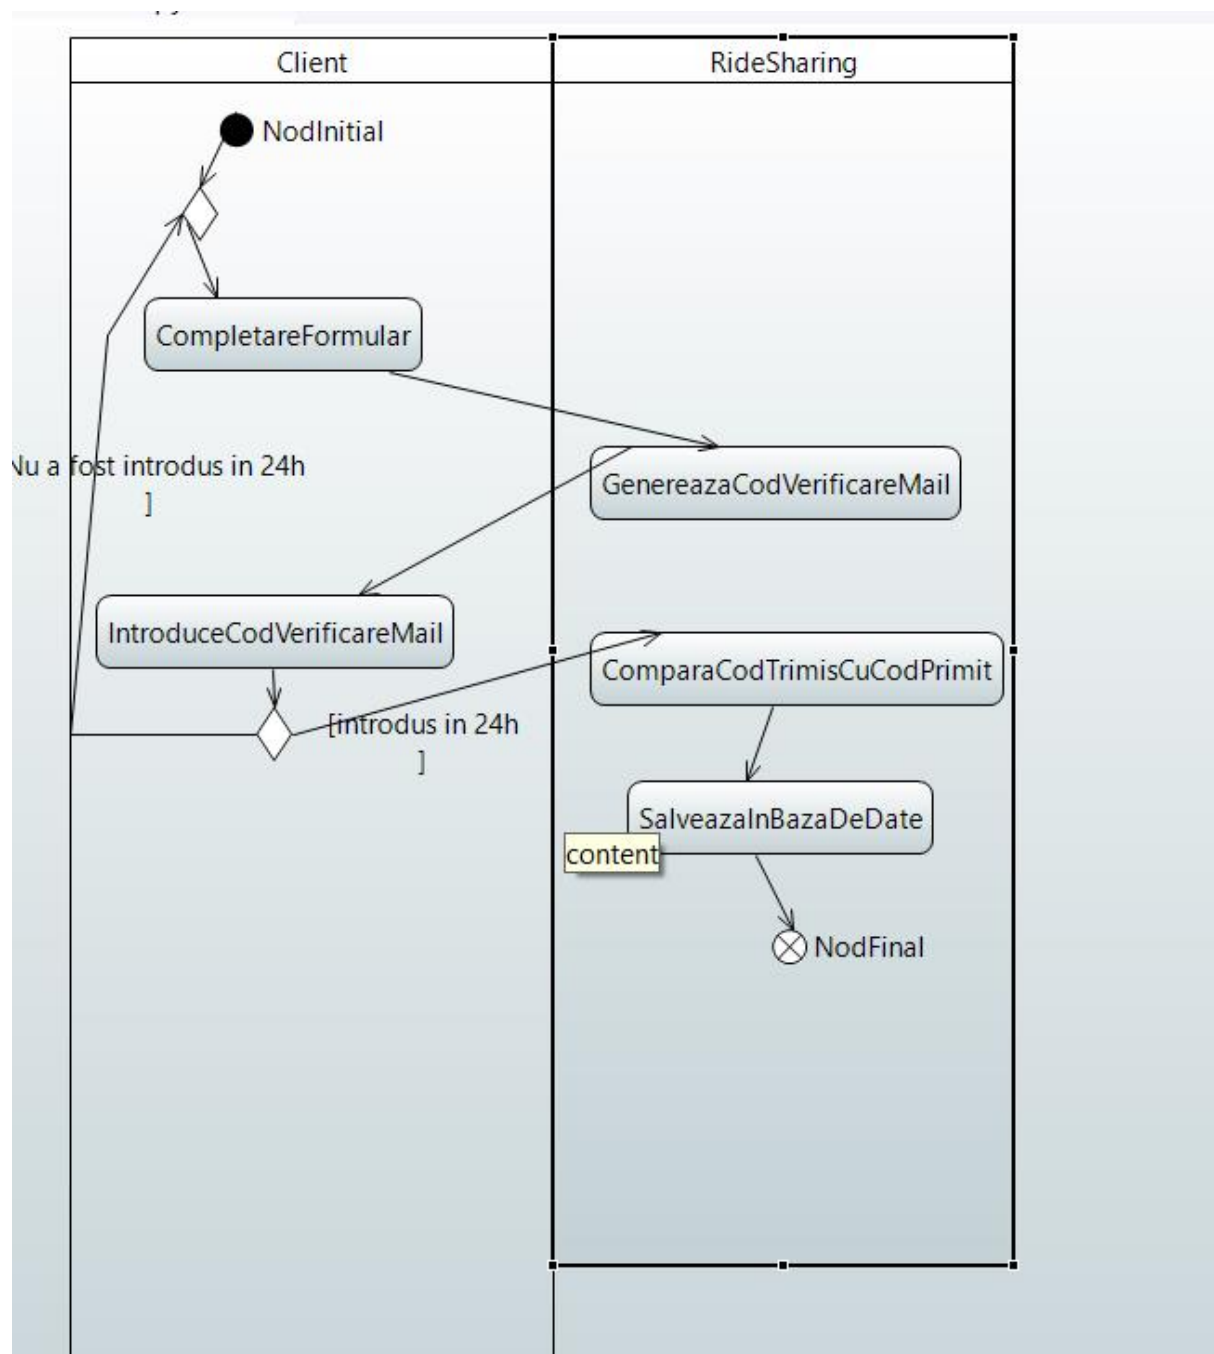 Client
RideSharing
NodInitial
CompletareFormular
Nu a fost introdus in 24h
]
GenereazaCodVerificareMail
IntroduceCodVerificareMail
ComparaCodTrimisCuCodPrimit
[introdus in 24h
]
SalveazaInBazaDeDate
content
NodFinal